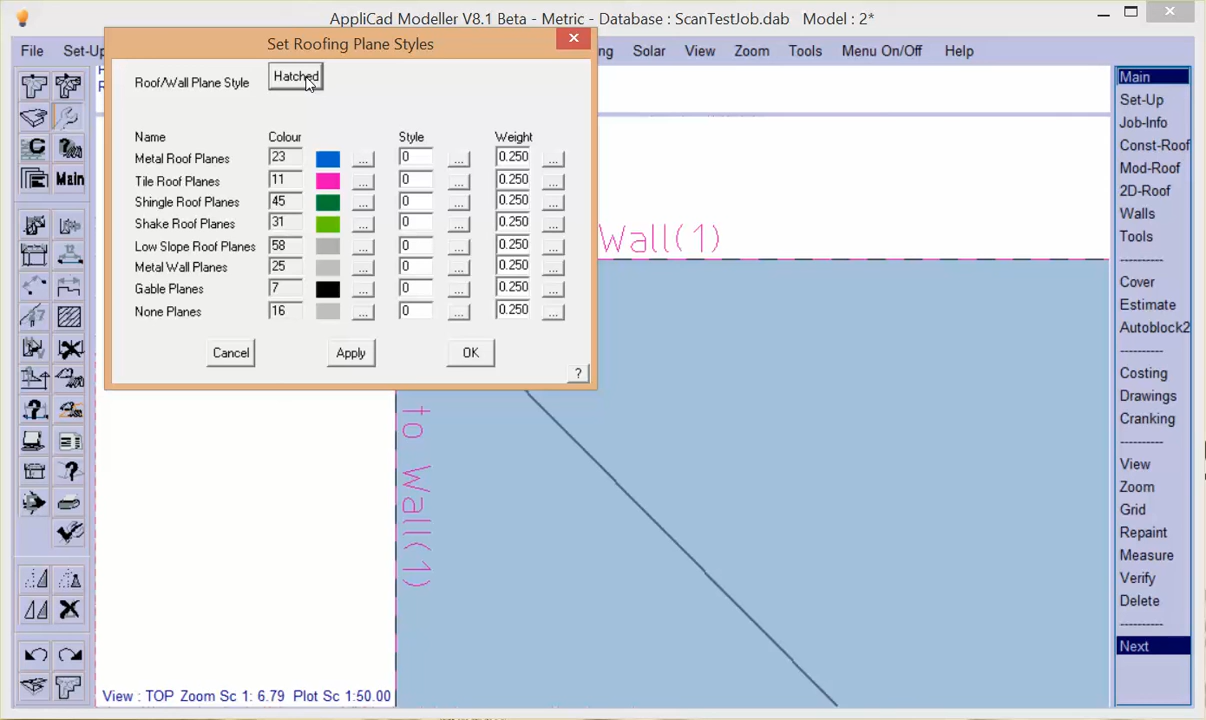 AppliCad Modeller V8.1 Beta - Metric - Database : ScanTestJob.dab Model : 2*
File Set-Up
Solar View Zoom Tools Menu On/Off Help
Set Roofing Plane Styles
Roof/Wall Plane Style Hatched
Name Colour Style Weight
Metal Roof Planes 23 ... 0 ... 0.250 ...
Tile Roof Planes 11 ... 0 ... 0.250 ...
Shingle Roof Planes 45 ... 0 ... 0.250 ...
Shake Roof Planes 31 ... 0 ... 0.250 ...
Low Slope Roof Planes 58 ... 0 ... 0.250 ...
Metal Wall Planes 25 ... 0 ... 0.250 ...
Gable Planes 7 ... 0 ... 0.250 ...
None Planes 16 ... 0 ... 0.250 ...
Cancel Apply OK
?
Main
Wall(1)
to Wall(1)
View : TOP Zoom Sc 1: 6.79 Plot Sc 1:50.00
Main
Set-Up
Job-Info
Const-Roof
Mod-Roof
2D-Roof
Walls
Tools
----------
Cover
Estimate
Autoblock2
----------
Costing
Drawings
Cranking
----------
View
Zoom
Grid
Repaint
Measure
Verify
Delete
----------
Next